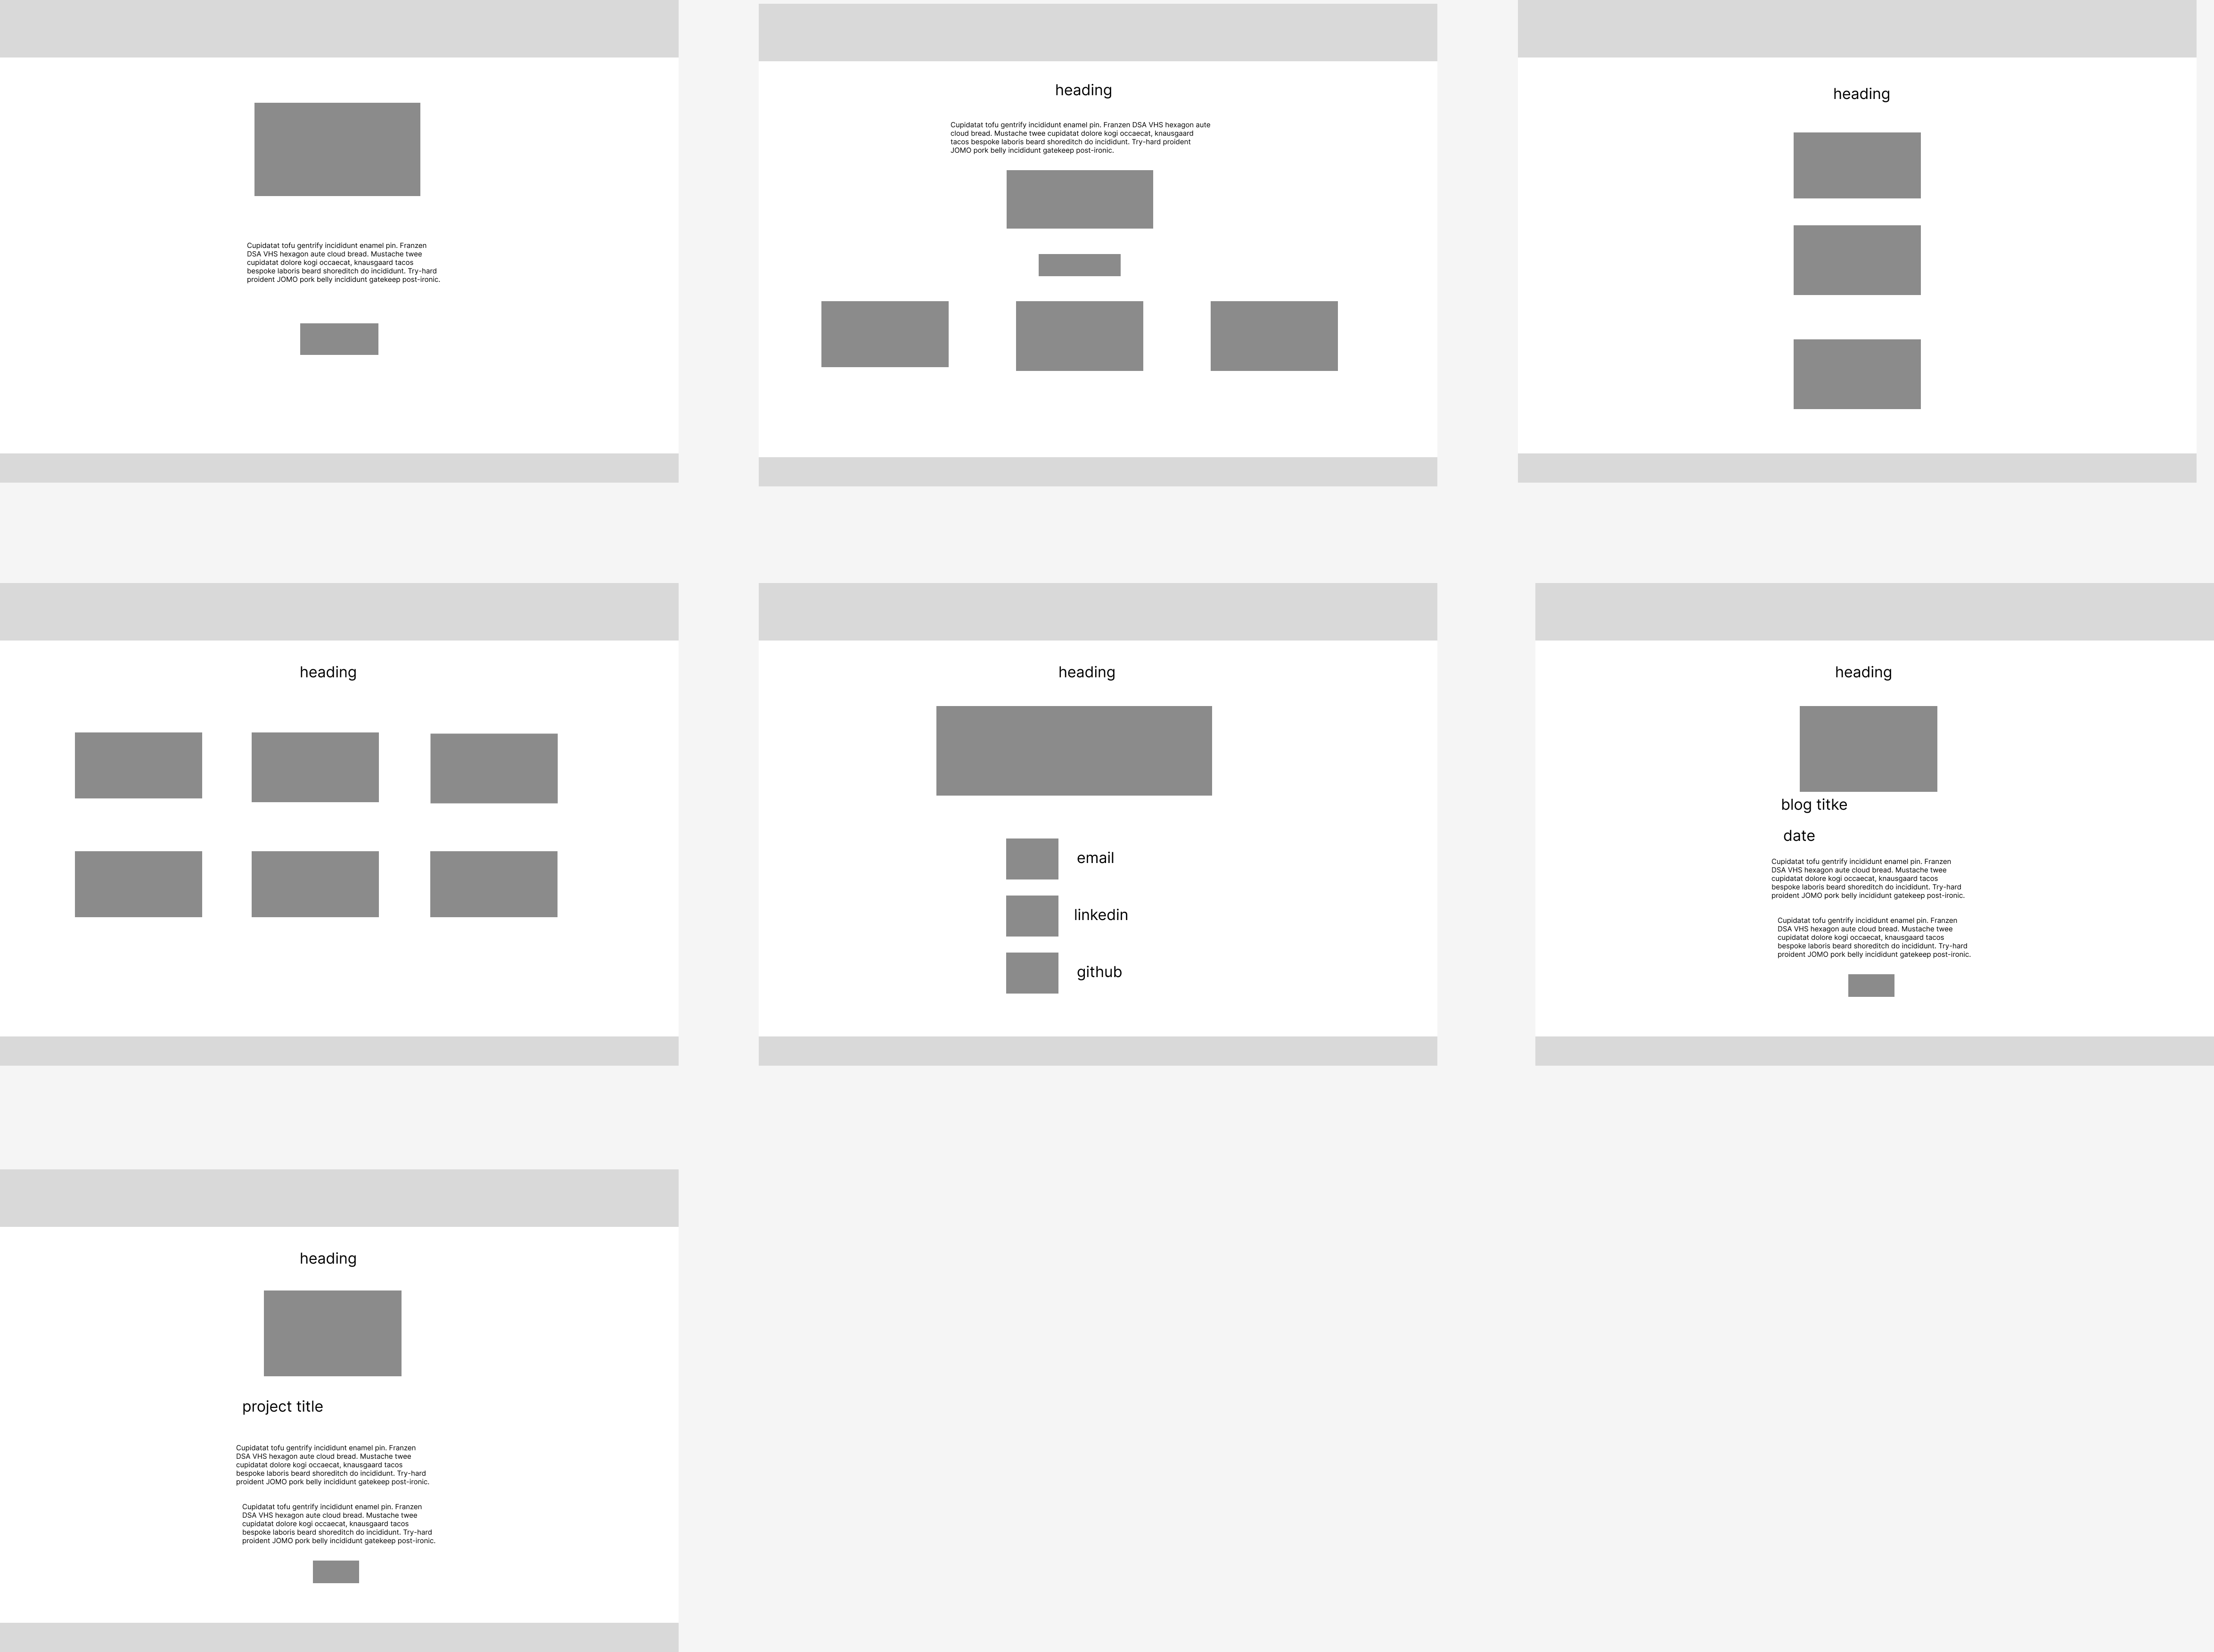 Cupidatat tofu gentrify incididunt enamel pin. Franzen
DSA VHS hexagon aute cloud bread. Mustache twee
cupidatat dolore kogi occaecat, knausgaard tacos
bespoke laboris beard shoreditch do incididunt. Try-hard
proident JOMO pork belly incididunt gatekeep post-ironic.
heading
Cupidatat tofu gentrify incididunt enamel pin. Franzen DSA VHS hexagon aute
cloud bread. Mustache twee cupidatat dolore kogi occaecat, knausgaard
tacos bespoke laboris beard shoreditch do incididunt. Try-hard proident
JOMO pork belly incididunt gatekeep post-ironic.
heading
heading
heading
email
linkedin
github
heading
blog titke
date
Cupidatat tofu gentrify incididunt enamel pin. Franzen
DSA VHS hexagon aute cloud bread. Mustache twee
cupidatat dolore kogi occaecat, knausgaard tacos
bespoke laboris beard shoreditch do incididunt. Try-hard
proident JOMO pork belly incididunt gatekeep post-ironic.
Cupidatat tofu gentrify incididunt enamel pin. Franzen
DSA VHS hexagon aute cloud bread. Mustache twee
cupidatat dolore kogi occaecat, knausgaard tacos
bespoke laboris beard shoreditch do incididunt. Try-hard
proident JOMO pork belly incididunt gatekeep post-ironic.
heading
project title
Cupidatat tofu gentrify incididunt enamel pin. Franzen
DSA VHS hexagon aute cloud bread. Mustache twee
cupidatat dolore kogi occaecat, knausgaard tacos
bespoke laboris beard shoreditch do incididunt. Try-hard
proident JOMO pork belly incididunt gatekeep post-ironic.
Cupidatat tofu gentrify incididunt enamel pin. Franzen
DSA VHS hexagon aute cloud bread. Mustache twee
cupidatat dolore kogi occaecat, knausgaard tacos
bespoke laboris beard shoreditch do incididunt. Try-hard
proident JOMO pork belly incididunt gatekeep post-ironic.